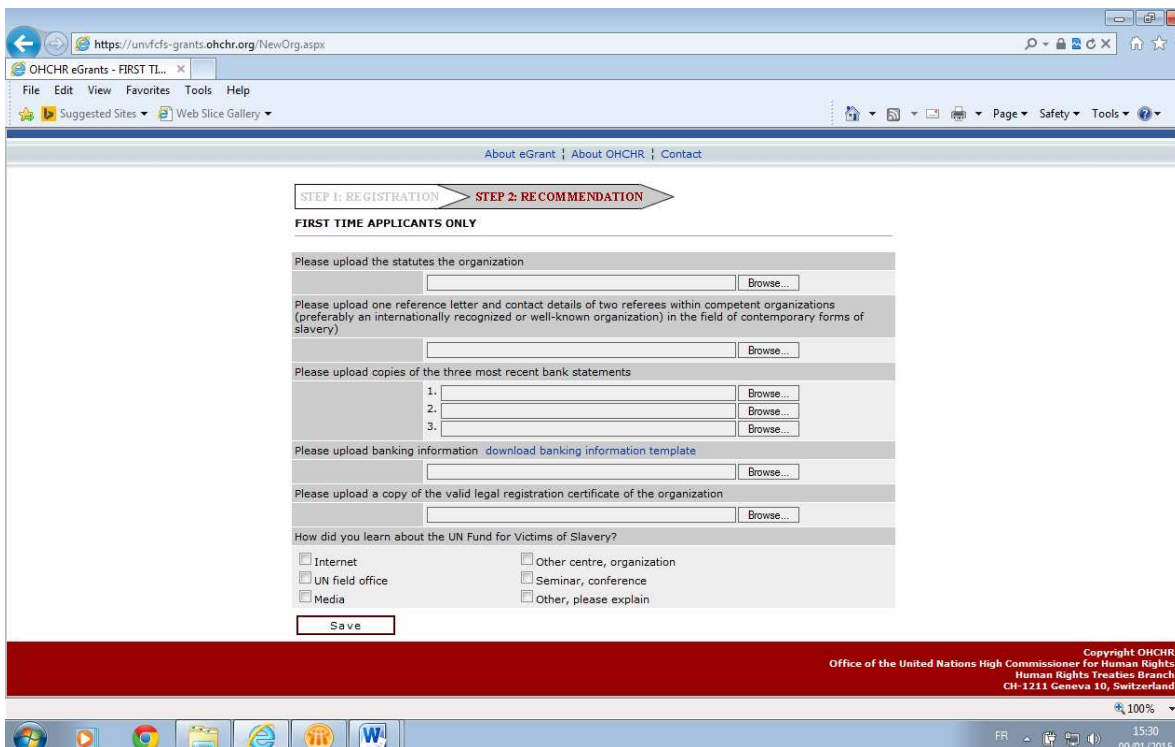 https://unvfcfs-grants.ohchr.org/NewOrg.aspx
OHCHR eGrants - FIRST TI...
File Edit View Favorites Tools Help
Suggested Sites Web Slice Gallery
Page Safety Tools
About eGrant ¦ About OHCHR ¦ Contact
STEP 1: REGISTRATION STEP 2: RECOMMENDATION
FIRST TIME APPLICANTS ONLY
Please upload the statutes the organization
Browse...
Please upload one reference letter and contact details of two referees within competent organizations
(preferably an internationally recognized or well-known organization) in the field of contemporary forms of
slavery)
Browse...
Please upload copies of the three most recent bank statements
1. Browse...
2. Browse...
3. Browse...
Please upload banking information download banking information template
Browse...
Please upload a copy of the valid legal registration certificate of the organization
Browse...
How did you learn about the UN Fund for Victims of Slavery?
Internet Other centre, organization
UN field office Seminar, conference
Media Other, please explain
Save
Copyright OHCHR
Office of the United Nations High Commissioner for Human Rights
Human Rights Treaties Branch
CH-1211 Geneva 10, Switzerland
100%
FR 15:30
09/01/2015